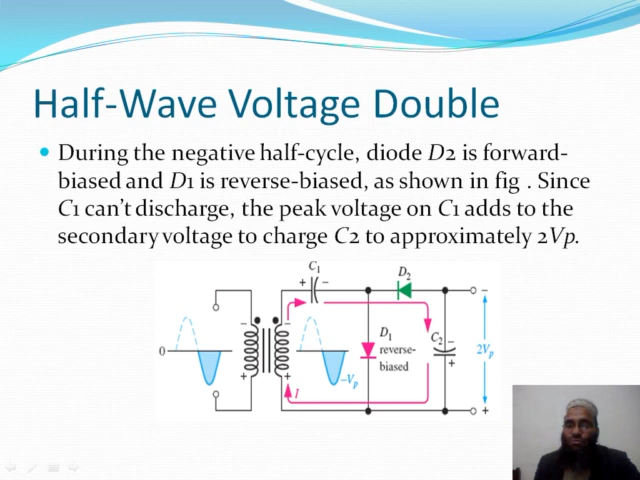 Half-Wave Voltage Double
During the negative half-cycle, diode D2 is forward-
biased and D1 is reverse-biased, as shown in fig . Since
C1 can't discharge, the peak voltage on C1 adds to the
secondary voltage to charge C2 to approximately 2Vp.
C1
+ –
D2
–
– –
0
D1
reverse-
biased
C2 –
+
2Vp
–Vp
+ +
I
+